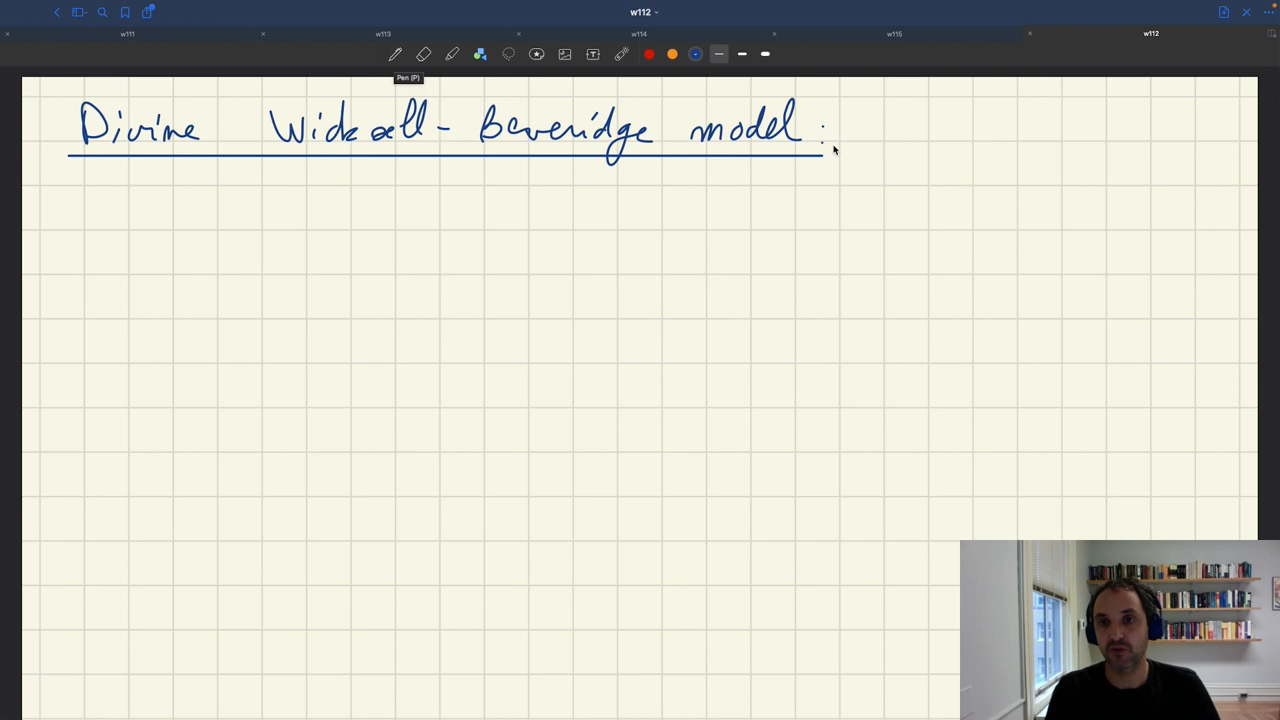 w112
w111
w113
w114
w115
w112
Pen (P)
Divine Wicksell - Beveridge model :